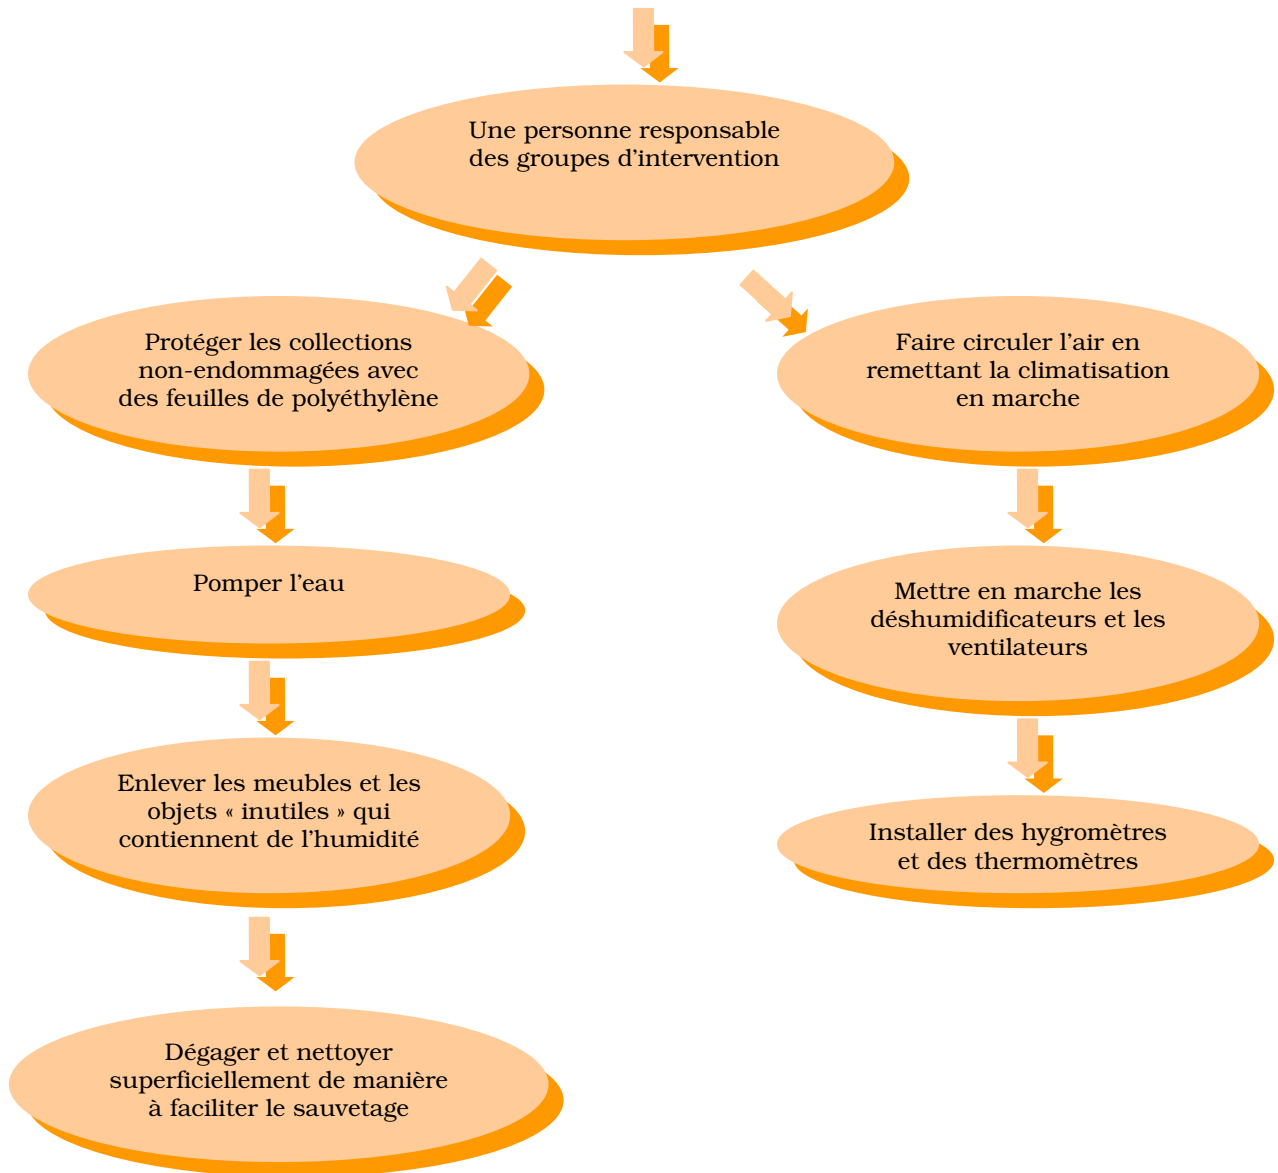 Une personne responsable
des groupes d’intervention
Protéger les collections
non-endommagées avec
des feuilles de polyéthylène
Faire circuler l’air en
remettant la climatisation
en marche
Pomper l’eau
Mettre en marche les
déshumidificateurs et les
ventilateurs
Enlever les meubles et les
objets « inutiles » qui
contiennent de l’humidité
Installer des hygromètres
et des thermomètres
Dégager et nettoyer
superficiellement de manière
à faciliter le sauvetage